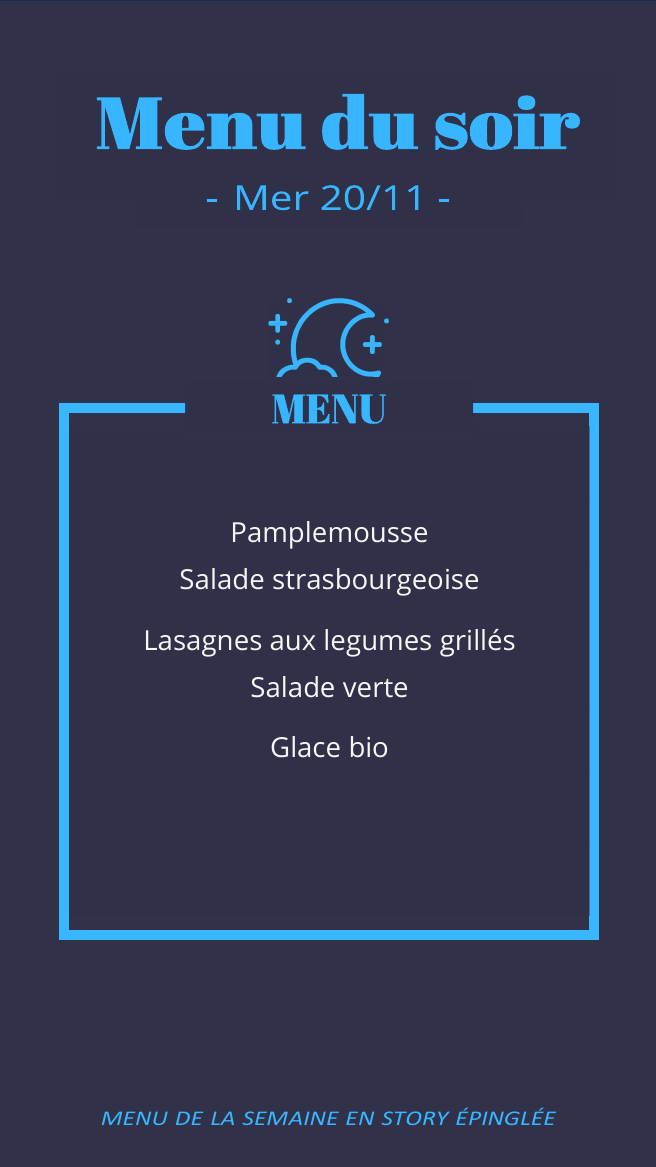 Menu du soir
- Mer 20/11 -
MENU
Pamplemousse
Salade strasbourgeoise
Lasagnes aux legumes grillés
Salade verte
Glace bio
MENU DE LA SEMAINE EN STORY ÉPINGLÉE